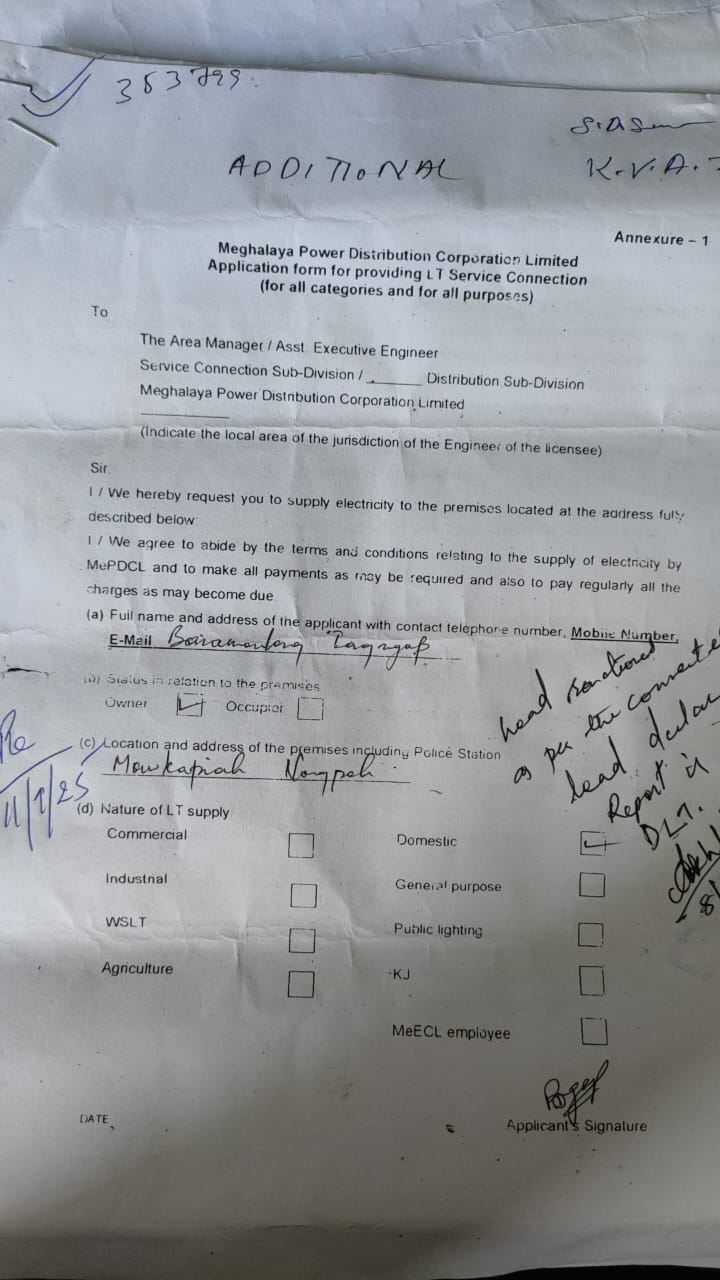 ADDITIONAL
K.V.A.
Annexure – 1
Meghalaya Power Distribution Corporation Limited
Application form for providing LT Service Connection
(for all categories and for all purposes)
To
The Area Manager / Asst. Executive Engineer
Service Connection Sub-Division / ______ Distribution Sub-Division
Meghalaya Power Distribution Corporation Limited
(Indicate the local area of the jurisdiction of the Engineer of the licensee)
Sir.
I / We hereby request you to supply electricity to the premises located at the address fully
described below:
I / We agree to abide by the terms and conditions relating to the supply of electricity by
MePDCL and to make all payments as may be required and also to pay regularly all the
charges as may become due
(a) Full name and address of the applicant with contact telephone number, Mobile Number,
E-Mail
(b) Status in relation to the premises
Owner Occupier
(c) Location and address of the premises including Police Station
Mawkapiah Nongpoh
load sanctioned
as per the connected
load
Report is
DLT.
11/7/25
(d) Nature of LT supply
Commercial Domestic
Industrial General purpose
WSLT Public lighting
Agriculture KJ
MeECL employee
DATE
Applicant's Signature